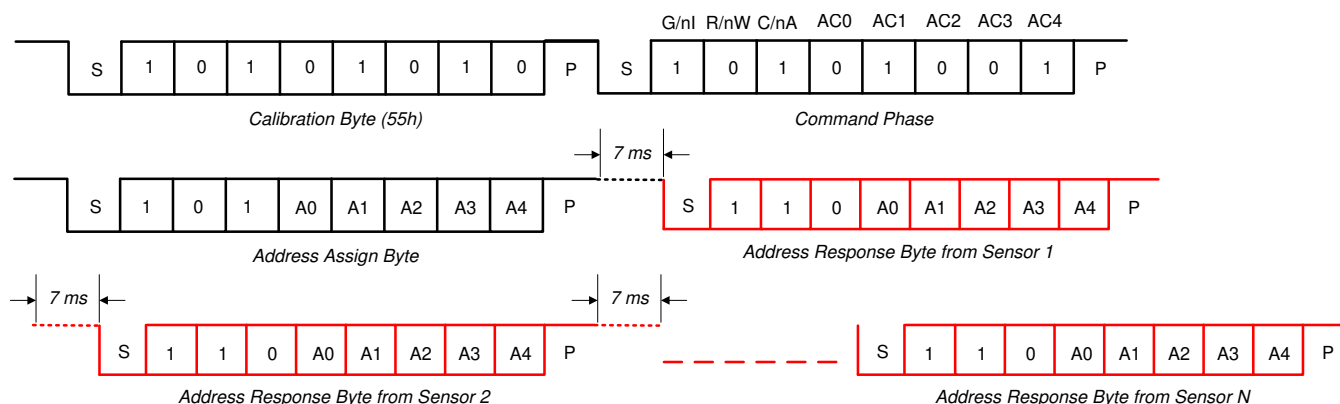 G/nI R/nW C/nA AC0 AC1 AC2 AC3 AC4
S 1 0 1 0 1 0 1 0 P S 1 0 1 0 1 0 0 1 P
Calibration Byte (55h) Command Phase
7 ms
S 1 0 1 A0 A1 A2 A3 A4 P S 1 1 0 A0 A1 A2 A3 A4 P
Address Assign Byte Address Response Byte from Sensor 1
7 ms 7 ms
S 1 1 0 A0 A1 A2 A3 A4 P S 1 1 0 A0 A1 A2 A3 A4 P
Address Response Byte from Sensor 2 Address Response Byte from Sensor N